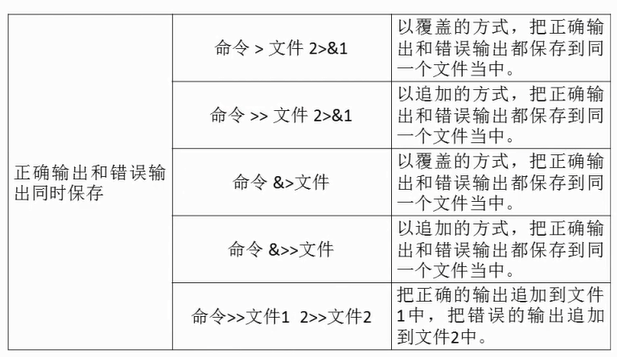 正确输出和错误输
出同时保存
命令 > 文件 2>&1
以覆盖的方式，把正确输
出和错误输出都保存到同
一个文件当中。
命令 >> 文件 2>&1
以追加的方式，把正确输
出和错误输出都保存到同
一个文件当中。
命令 &>文件
以覆盖的方式，把正确输
出和错误输出都保存到同
一个文件当中。
命令 &>>文件
以追加的方式，把正确输
出和错误输出都保存到同
一个文件当中。
命令>>文件1 2>>文件2
把正确的输出追加到文件
1中，把错误的输出追加
到文件2中。